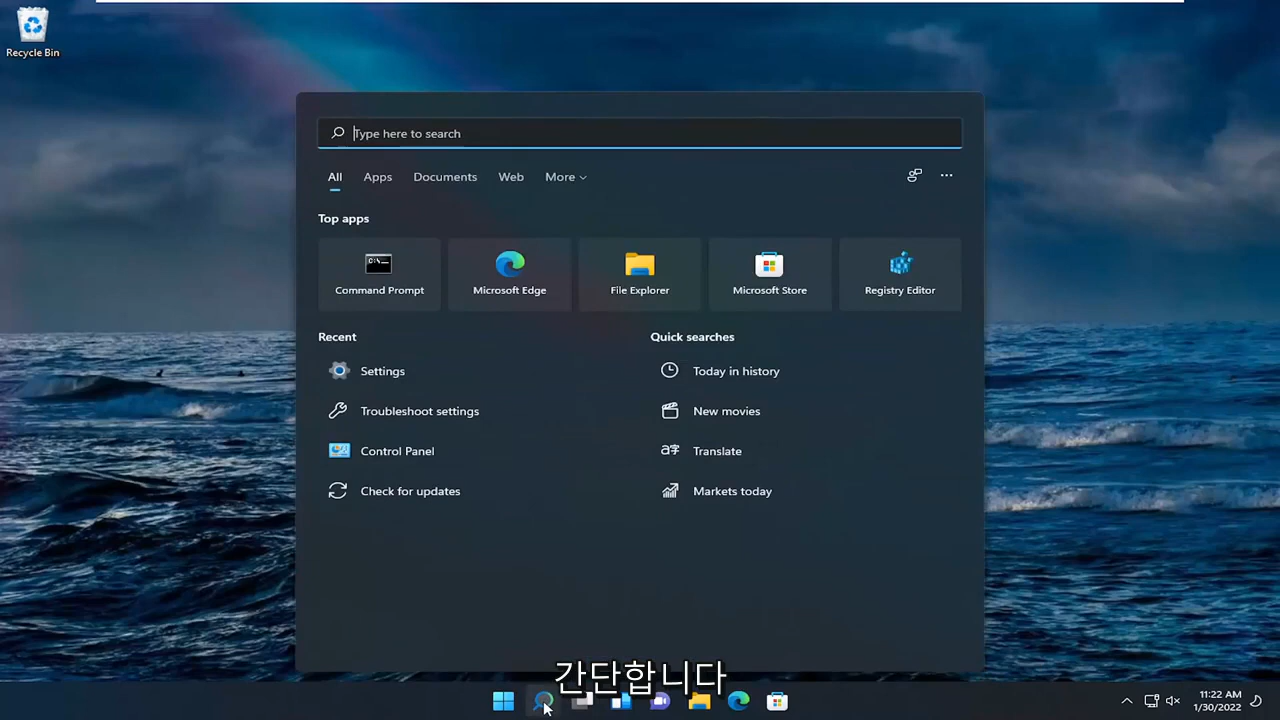 Recycle Bin
Type here to search
All Apps Documents Web More
Top apps
Command Prompt Microsoft Edge File Explorer Microsoft Store Registry Editor
Recent Quick searches
Settings Today in history
Troubleshoot settings New movies
Control Panel Translate
Check for updates Markets today
간단합니다
11:22 AM
1/30/2022